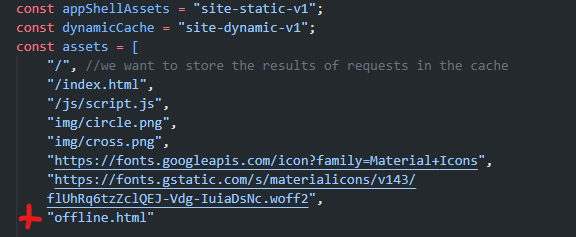 const appShellAssets = "site-static-v1";
const dynamicCache = "site-dynamic-v1";
const assets = [
"/", //we want to store the results of requests in the cache
"/index.html",
"/js/script.js",
"img/circle.png",
"img/cross.png",
"https://fonts.googleapis.com/icon?family=Material+Icons",
"https://fonts.gstatic.com/s/materialicons/v143/
flUhRq6tzZclQEJ-Vdg-IuiaDsNc.woff2",
"offline.html"